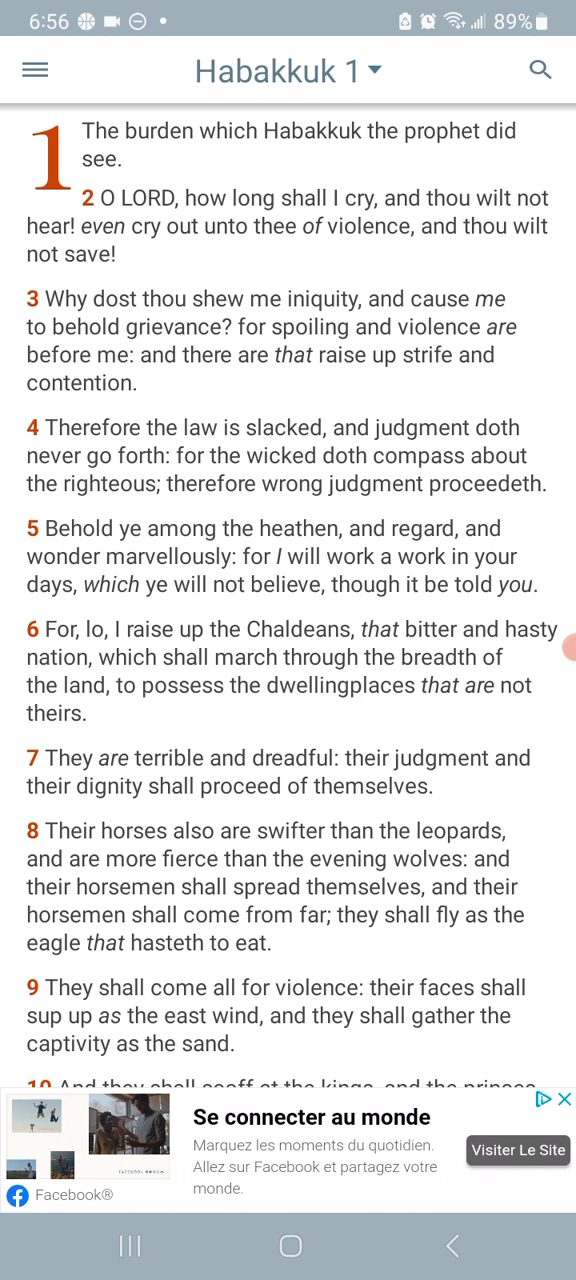 6:56
89%
Habakkuk 1
1 The burden which Habakkuk the prophet did
see.
2 O LORD, how long shall I cry, and thou wilt not
hear! even cry out unto thee of violence, and thou wilt
not save!
3 Why dost thou shew me iniquity, and cause me
to behold grievance? for spoiling and violence are
before me: and there are that raise up strife and
contention.
4 Therefore the law is slacked, and judgment doth
never go forth: for the wicked doth compass about
the righteous; therefore wrong judgment proceedeth.
5 Behold ye among the heathen, and regard, and
wonder marvellously: for I will work a work in your
days, which ye will not believe, though it be told you.
6 For, lo, I raise up the Chaldeans, that bitter and hasty
nation, which shall march through the breadth of
the land, to possess the dwellingplaces that are not
theirs.
7 They are terrible and dreadful: their judgment and
their dignity shall proceed of themselves.
8 Their horses also are swifter than the leopards,
and are more fierce than the evening wolves: and
their horsemen shall spread themselves, and their
horsemen shall come from far; they shall fly as the
eagle that hasteth to eat.
9 They shall come all for violence: their faces shall
sup up as the east wind, and they shall gather the
captivity as the sand.
10 And they shall scoff at the kings, and the princes
Se connecter au monde
Marquez les moments du quotidien.
Allez sur Facebook et partagez votre
monde.
Visiter Le Site
Facebook®